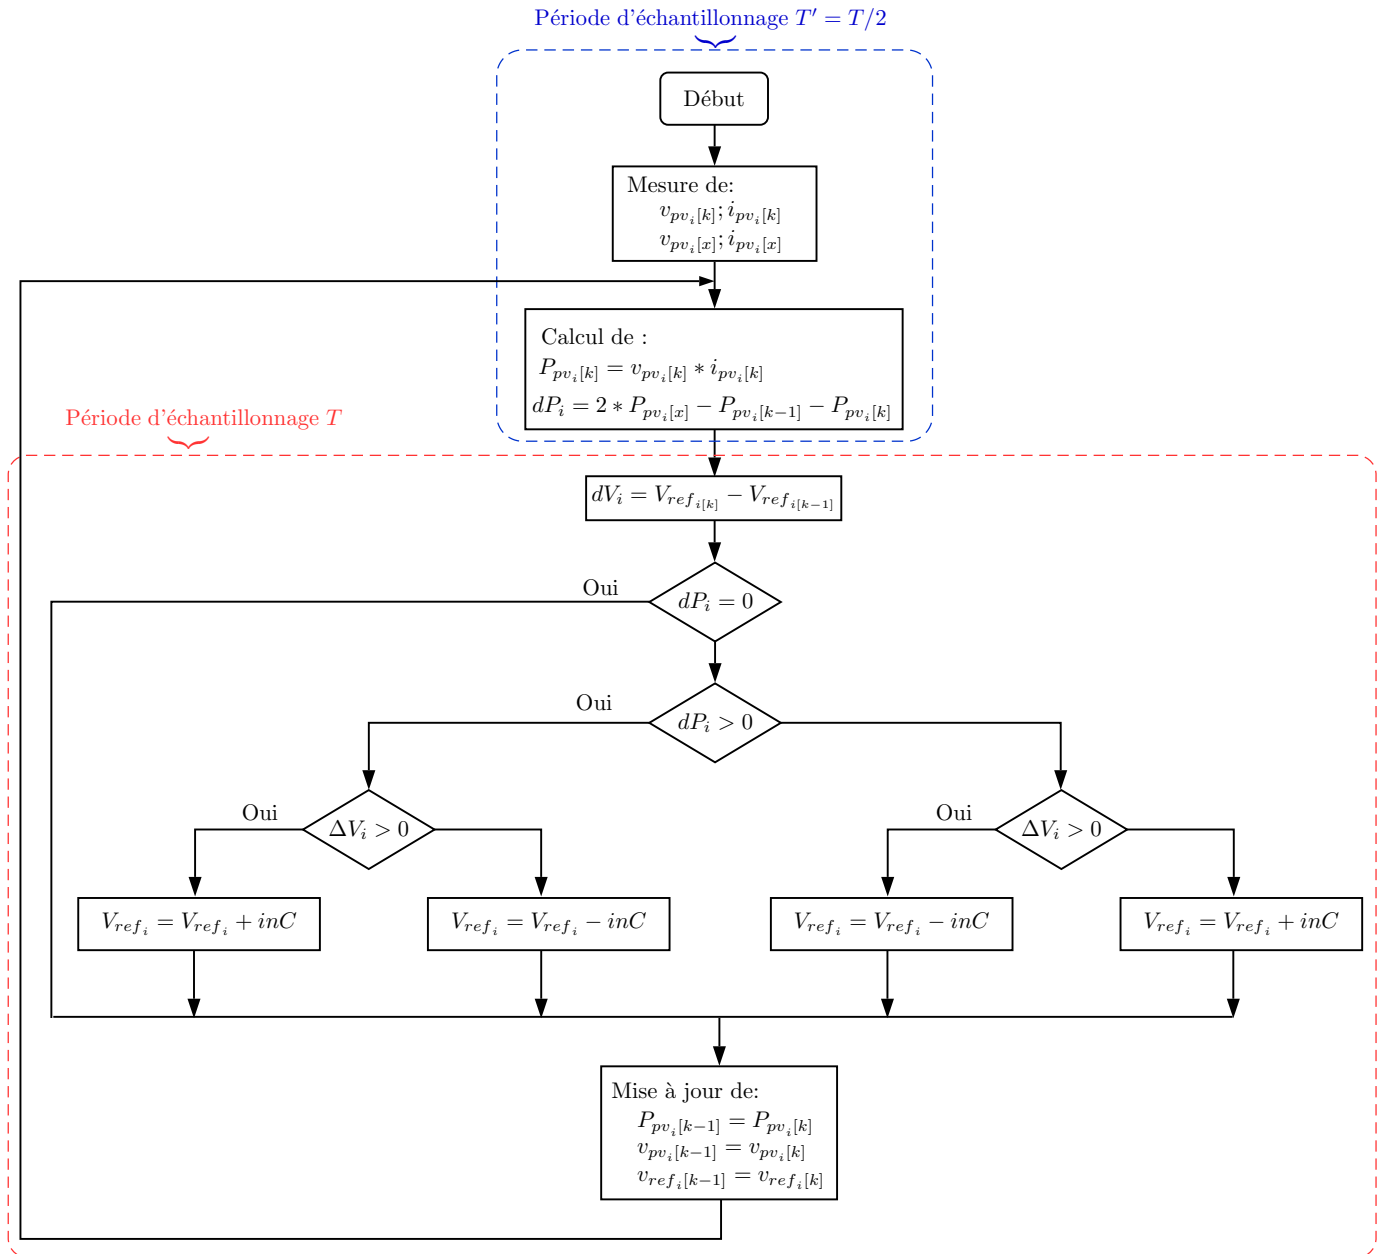 Période d'échantillonnage T′ = T/2
Début
Mesure de:
v_{pv_i[k]}; i_{pv_i[k]}
v_{pv_i[x]}; i_{pv_i[x]}
Calcul de :
P_{pv_i[k]} = v_{pv_i[k]} ∗ i_{pv_i[k]}
dP_i = 2 ∗ P_{pv_i[x]} − P_{pv_i[k−1]} − P_{pv_i[k]}
Période d'échantillonnage T
dV_i = V_{ref_{i[k]}} − V_{ref_{i[k−1]}}
Oui
dP_i = 0
Oui
dP_i > 0
Oui
ΔV_i > 0
Oui
ΔV_i > 0
V_{ref_i} = V_{ref_i} + inC
V_{ref_i} = V_{ref_i} − inC
V_{ref_i} = V_{ref_i} − inC
V_{ref_i} = V_{ref_i} + inC
Mise à jour de:
P_{pv_i[k−1]} = P_{pv_i[k]}
v_{pv_i[k−1]} = v_{pv_i[k]}
v_{ref_i[k−1]} = v_{ref_i[k]}